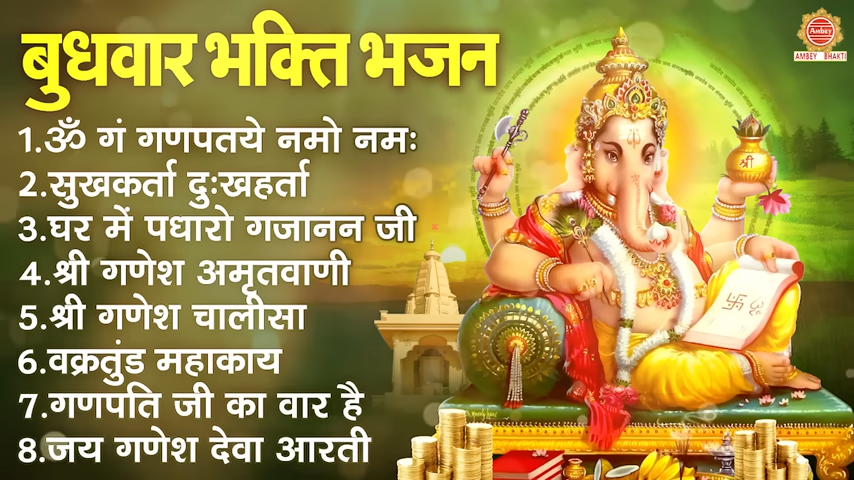 बुधवार भक्ति भजन
1.ॐ गं गणपतये नमो नमः
2.सुखकर्ता दुःखहर्ता
3.घर में पधारो गजानन जी
4.श्री गणेश अमृतवाणी
5.श्री गणेश चालीसा
6.वक्रतुंड महाकाय
7.गणपति जी का वार है
8.जय गणेश देवा आरती
Ambey
AMBEY BHAKTI
श्री